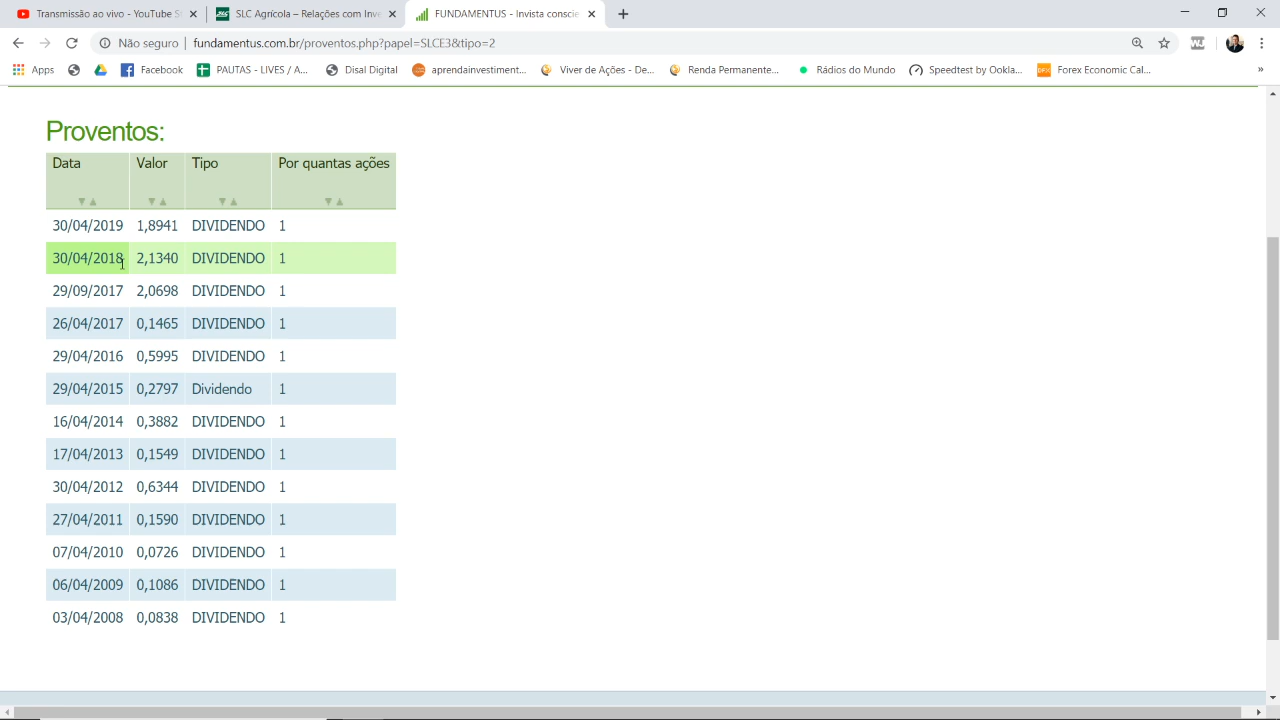 Transmissão ao vivo - YouTube S
SLC Agrícola – Relações com Inve
FUNDAMENTUS - Invista conscie
Não seguro | fundamentus.com.br/proventos.php?papel=SLCE3&tipo=2
Apps
Facebook
PAUTAS - LIVES / A...
Disal Digital
aprendainvestiment...
Viver de Ações - De...
Renda Permanente...
Rádios do Mundo
Speedtest by Ookla...
Forex Economic Cal...
»
Proventos:
Data Valor Tipo Por quantas ações
30/04/2019 1,8941 DIVIDENDO 1
30/04/2018 2,1340 DIVIDENDO 1
29/09/2017 2,0698 DIVIDENDO 1
26/04/2017 0,1465 DIVIDENDO 1
29/04/2016 0,5995 DIVIDENDO 1
29/04/2015 0,2797 Dividendo 1
16/04/2014 0,3882 DIVIDENDO 1
17/04/2013 0,1549 DIVIDENDO 1
30/04/2012 0,6344 DIVIDENDO 1
27/04/2011 0,1590 DIVIDENDO 1
07/04/2010 0,0726 DIVIDENDO 1
06/04/2009 0,1086 DIVIDENDO 1
03/04/2008 0,0838 DIVIDENDO 1